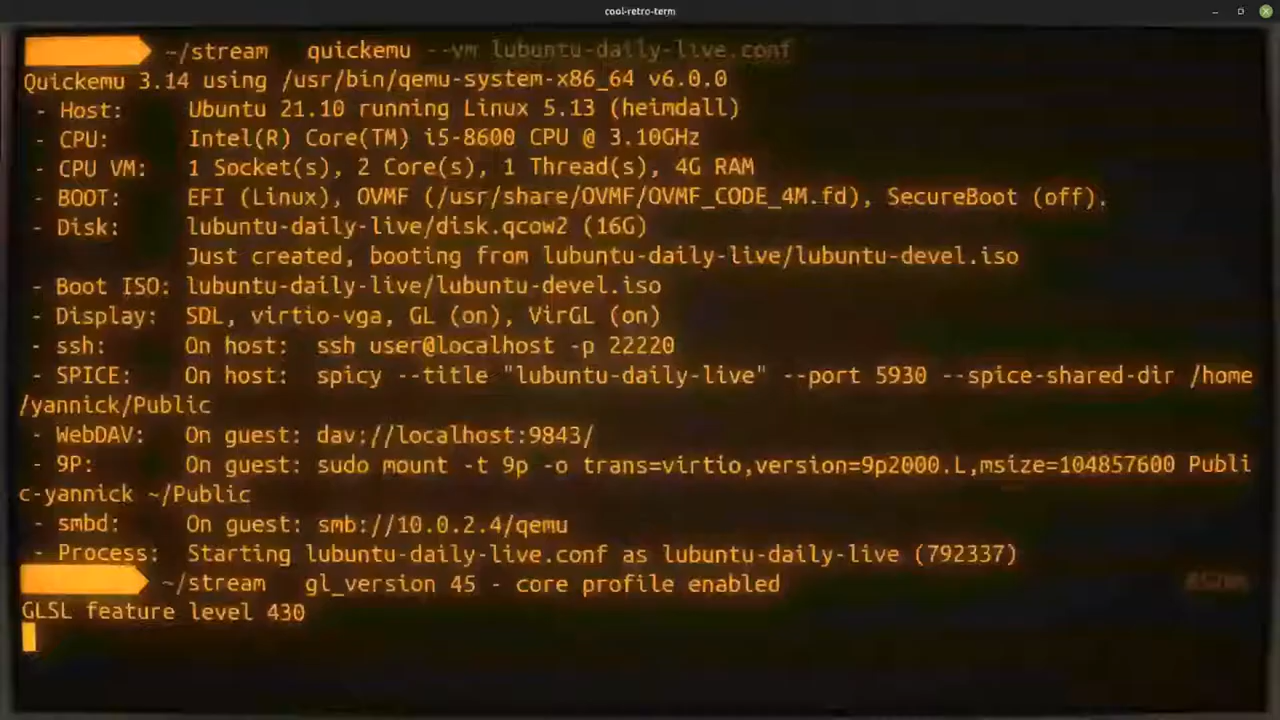 cool-retro-term
~/stream quickemu --vm lubuntu-daily-live.conf
Quickemu 3.14 using /usr/bin/qemu-system-x86_64 v6.0.0
- Host: Ubuntu 21.10 running Linux 5.13 (heimdall)
- CPU: Intel(R) Core(TM) i5-8600 CPU @ 3.10GHz
- CPU VM: 1 Socket(s), 2 Core(s), 1 Thread(s), 4G RAM
- BOOT: EFI (Linux), OVMF (/usr/share/OVMF/OVMF_CODE_4M.fd), SecureBoot (off).
- Disk: lubuntu-daily-live/disk.qcow2 (16G)
Just created, booting from lubuntu-daily-live/lubuntu-devel.iso
- Boot ISO: lubuntu-daily-live/lubuntu-devel.iso
- Display: SDL, virtio-vga, GL (on), VirGL (on)
- ssh: On host: ssh user@localhost -p 22220
- SPICE: On host: spicy --title "lubuntu-daily-live" --port 5930 --spice-shared-dir /home
/yannick/Public
- WebDAV: On guest: dav://localhost:9843/
- 9P: On guest: sudo mount -t 9p -o trans=virtio,version=9p2000.L,msize=104857600 Publi
c-yannick ~/Public
- smbd: On guest: smb://10.0.2.4/qemu
- Process: Starting lubuntu-daily-live.conf as lubuntu-daily-live (792337)
~/stream gl_version 45 - core profile enabled
GLSL feature level 430